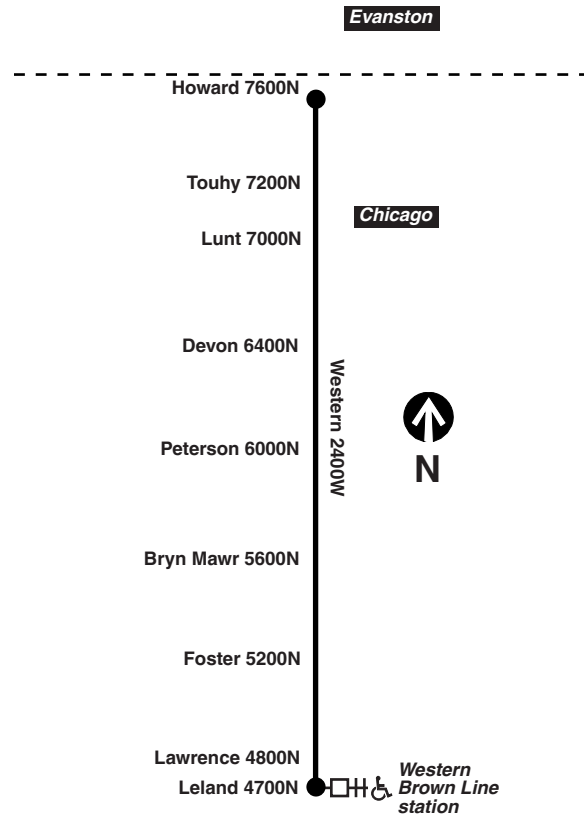 Evanston
Howard 7600N
Touhy 7200N
Chicago
Lunt 7000N
Devon 6400N
Western 2400W
Peterson 6000N
N
Bryn Mawr 5600N
Foster 5200N
Lawrence 4800N
Leland 4700N
Western
Brown Line
station